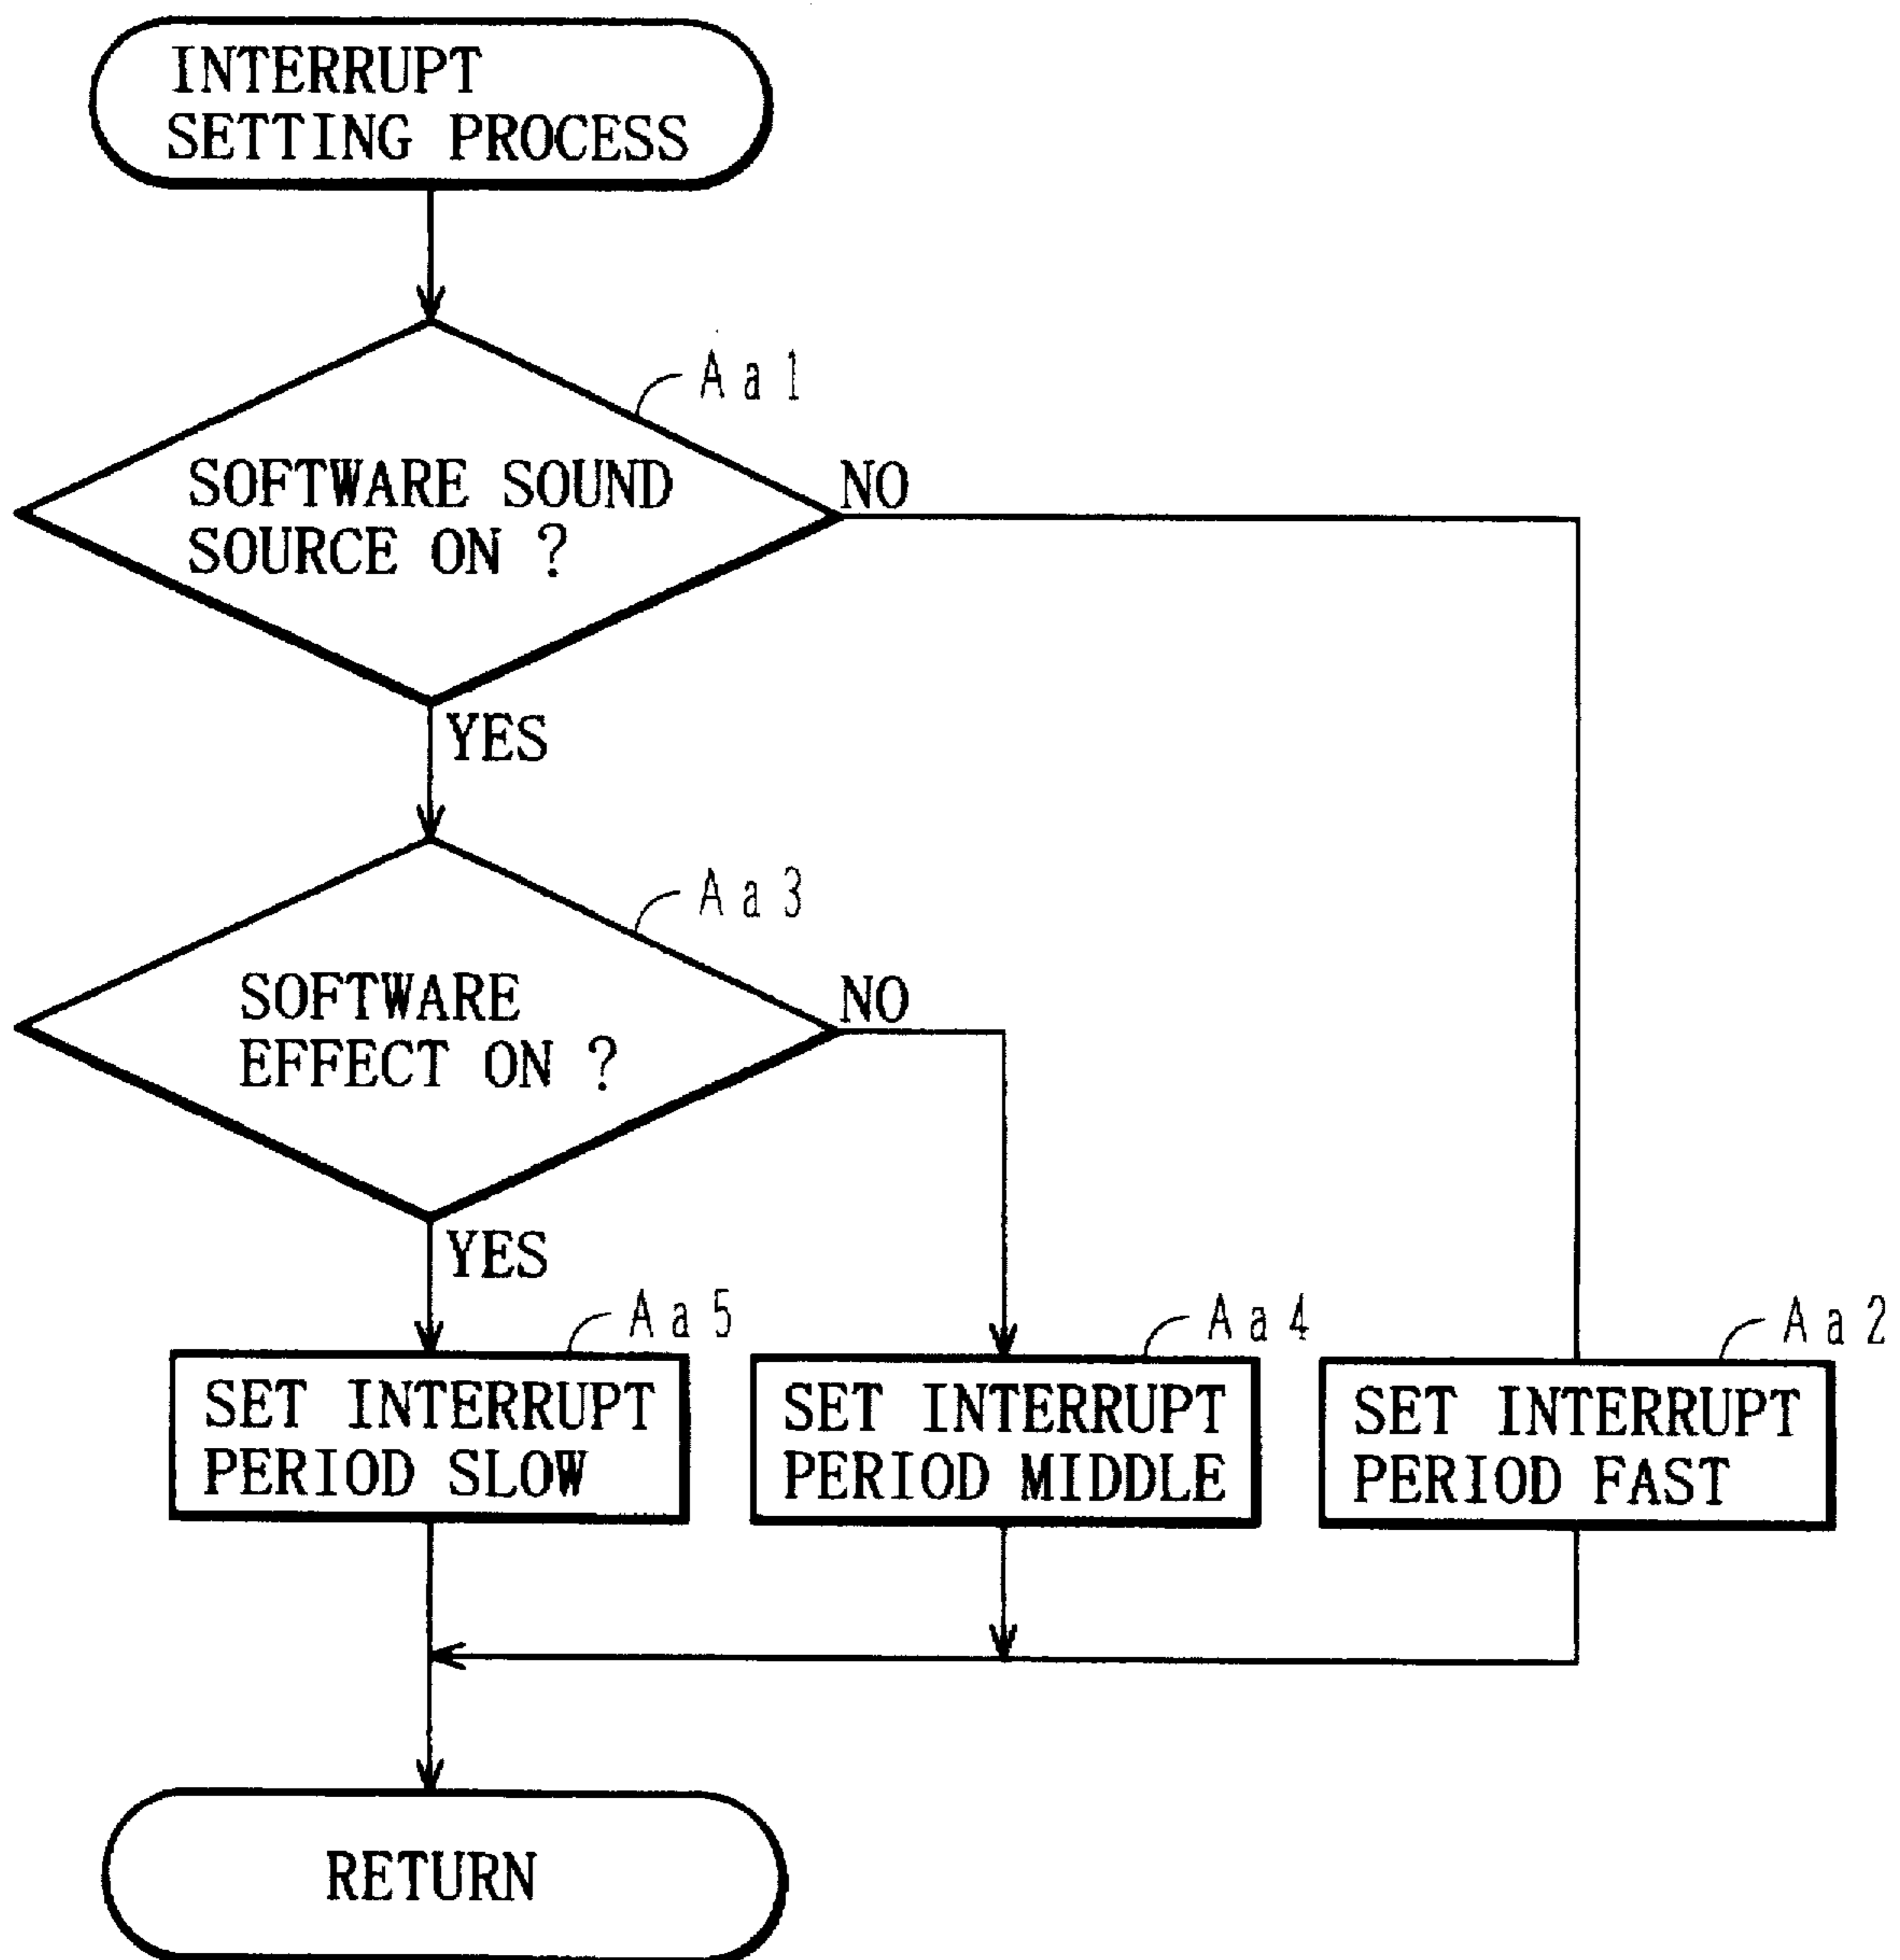 INTERRUPT
SETTING PROCESS
Aa1
SOFTWARE SOUND
SOURCE ON ?
NO
YES
Aa3
SOFTWARE
EFFECT ON ?
NO
YES
Aa5
SET INTERRUPT
PERIOD SLOW
Aa4
SET INTERRUPT
PERIOD MIDDLE
Aa2
SET INTERRUPT
PERIOD FAST
RETURN